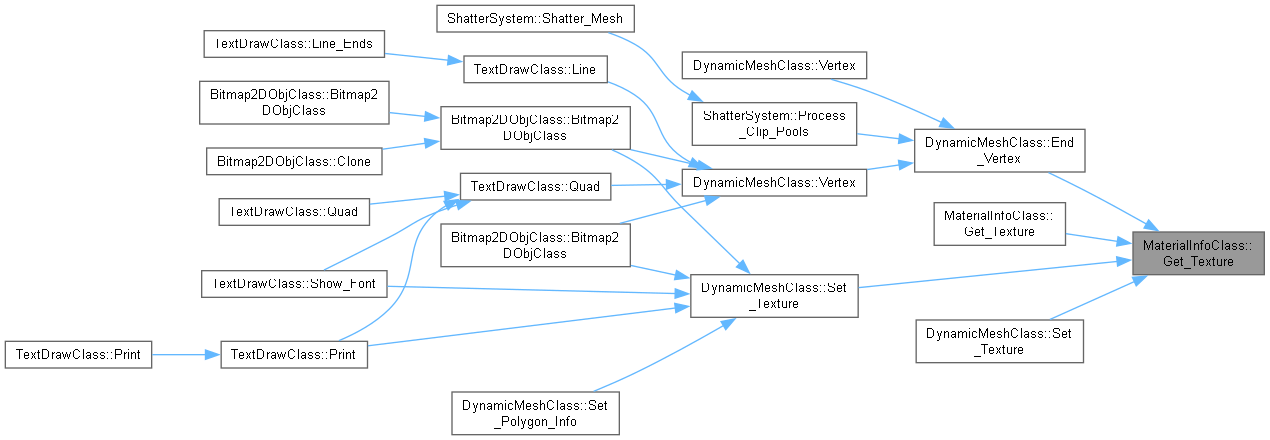 ShatterSystem::Shatter_Mesh
TextDrawClass::Line_Ends
TextDrawClass::Line
DynamicMeshClass::Vertex
Bitmap2DObjClass::Bitmap2
DObjClass
Bitmap2DObjClass::Bitmap2
DObjClass
ShatterSystem::Process
_Clip_Pools
DynamicMeshClass::End
_Vertex
Bitmap2DObjClass::Clone
TextDrawClass::Quad
DynamicMeshClass::Vertex
TextDrawClass::Quad
MaterialInfoClass::
Get_Texture
Bitmap2DObjClass::Bitmap2
DObjClass
MaterialInfoClass::
Get_Texture
TextDrawClass::Show_Font
DynamicMeshClass::Set
_Texture
DynamicMeshClass::Set
_Texture
TextDrawClass::Print
TextDrawClass::Print
DynamicMeshClass::Set
_Polygon_Info